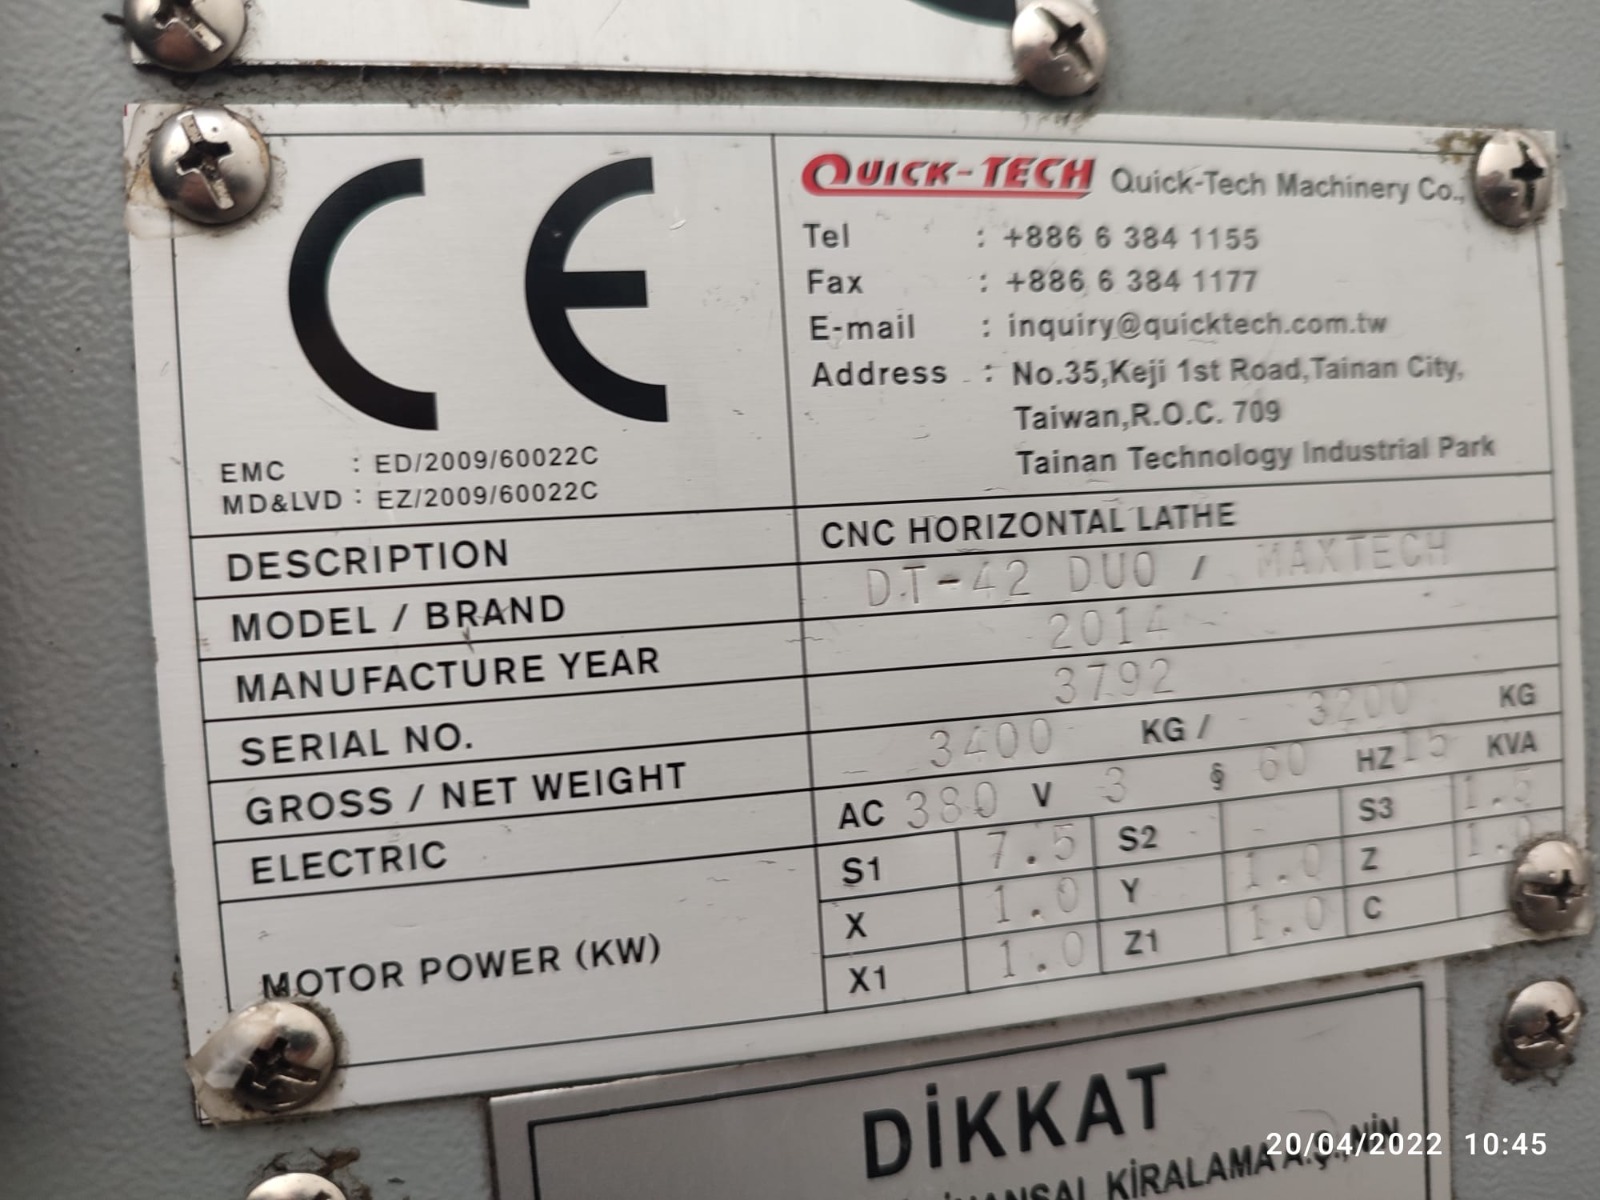 CE
QUICK-TECH Quick-Tech Machinery Co.,
Tel : +886 6 384 1155
Fax : +886 6 384 1177
E-mail : inquiry@quicktech.com.tw
Address : No.35,Keji 1st Road,Tainan City,
Taiwan,R.O.C. 709
Tainan Technology Industrial Park
EMC : ED/2009/60022C
MD&LVD : EZ/2009/60022C
DESCRIPTION CNC HORIZONTAL LATHE
MODEL / BRAND DT-42 DUO / MAXTECH
MANUFACTURE YEAR 2014
SERIAL NO. 3792
GROSS / NET WEIGHT 3400 KG / 3200 KG
ELECTRIC AC 380 V 3 § 60 HZ 15 KVA
MOTOR POWER (KW) S1 7.5 S2 - S3 1.5
X 1.0 Y 1.0 Z
X1 1.0 Z1 1.0 C
DİKKAT
KİRALAMA A.Ş.'NİN
20/04/2022 10:45